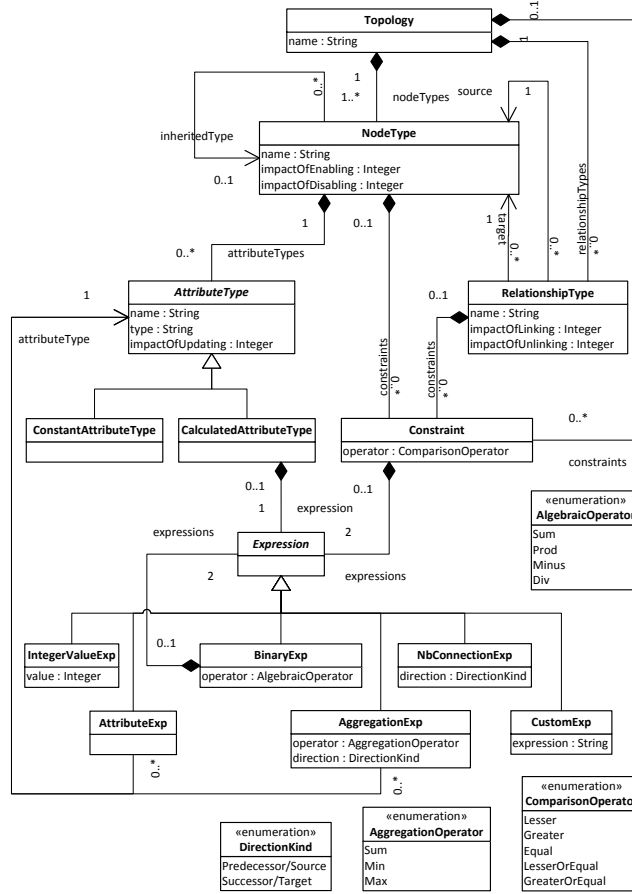 Topology
name : String
0..1
1
1
1..*
nodeTypes
source
1
0..*
inheritedType
0..1
NodeType
name : String
impactOfEnabling : Integer
impactOfDisabling : Integer
1
0..1
1
target
0..*
0..*
relationshipTypes
0..*
0..*
attributeTypes
1
attributeType
AttributeType
name : String
type : String
impactOfUpdating : Integer
0..1
RelationshipType
name : String
impactOfLinking : Integer
impactOfUnlinking : Integer
constraints
0..*
constraints
0..*
ConstantAttributeType
CalculatedAttributeType
Constraint
operator : ComparisonOperator
0..*
constraints
0..1
1
expression
0..1
2
expressions
expressions
2
Expression
«enumeration»
AlgebraicOperator
Sum
Prod
Minus
Div
0..1
IntegerValueExp
value : Integer
BinaryExp
operator : AlgebraicOperator
NbConnectionExp
direction : DirectionKind
AttributeExp
0..*
AggregationExp
operator : AggregationOperator
direction : DirectionKind
0..*
CustomExp
expression : String
«enumeration»
DirectionKind
Predecessor/Source
Successor/Target
«enumeration»
AggregationOperator
Sum
Min
Max
«enumeration»
ComparisonOperator
Lesser
Greater
Equal
LesserOrEqual
GreaterOrEqual